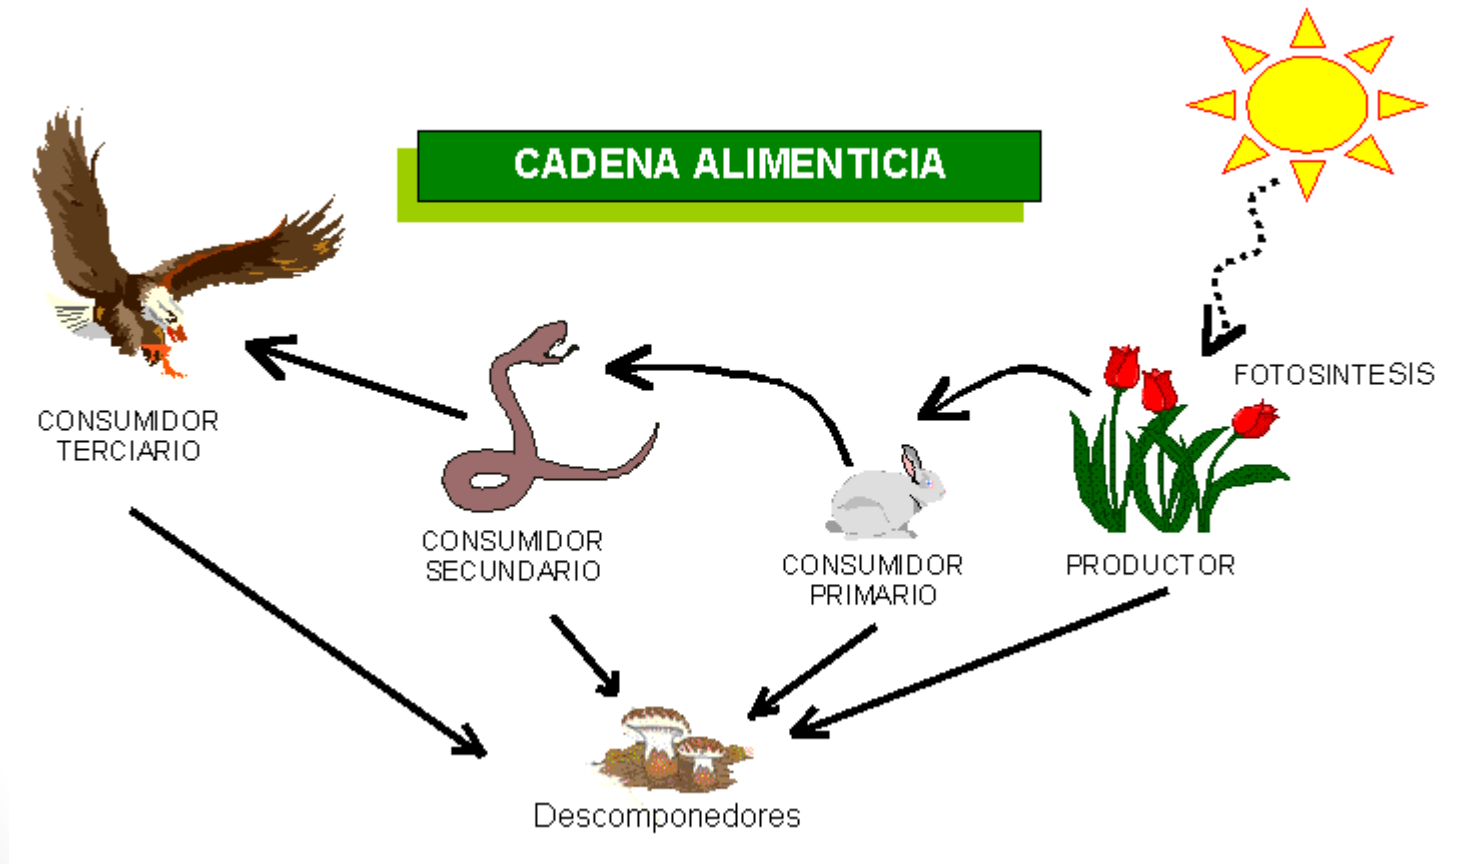 CADENA ALIMENTICIA
FOTOSINTESIS
CONSUMIDOR
TERCIARIO
CONSUMIDOR
SECUNDARIO
CONSUMIDOR
PRIMARIO
PRODUCTOR
Descomponedores